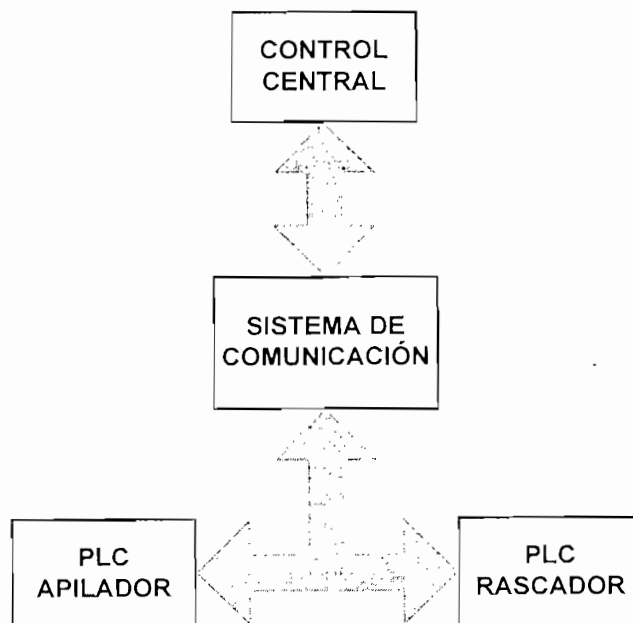 CONTROL
CENTRAL
SISTEMA DE
COMUNICACIÓN
PLC
APILADOR
PLC
RASCADOR